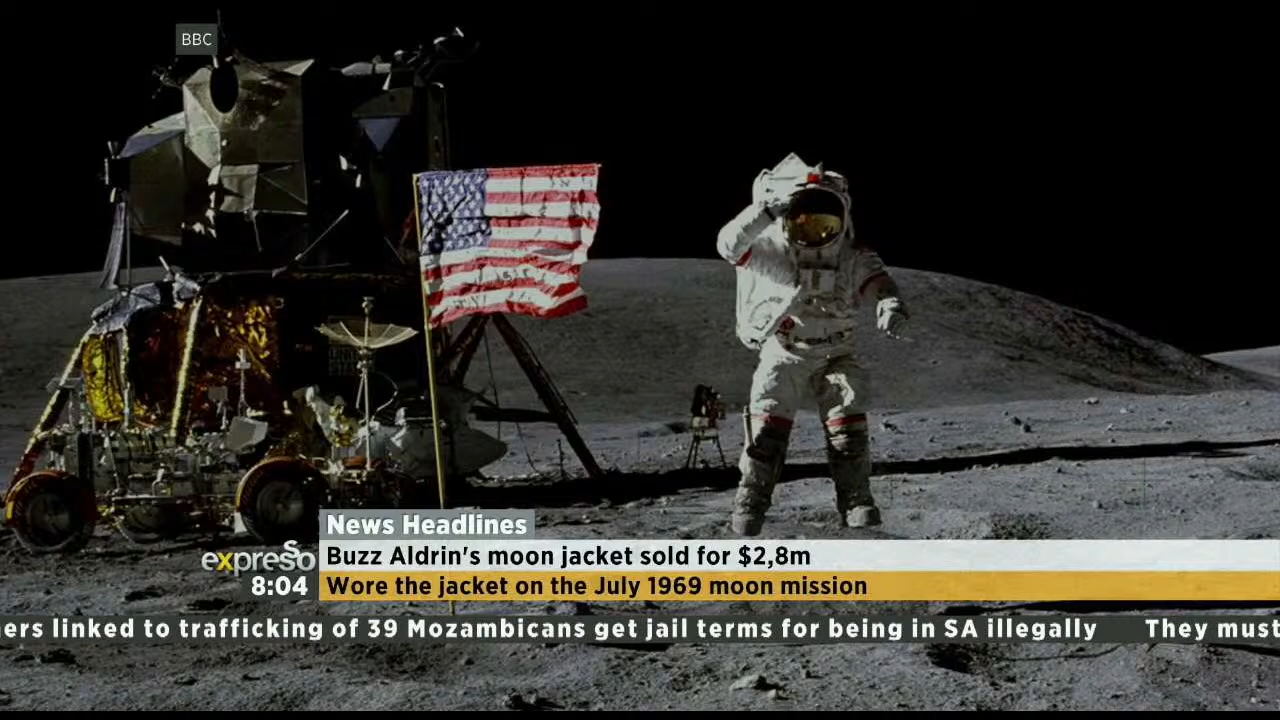 BBC
News Headlines
expresso
Buzz Aldrin's moon jacket sold for $2,8m
8:04
Wore the jacket on the July 1969 moon mission
ers linked to trafficking of 39 Mozambicans get jail terms for being in SA illegally They must